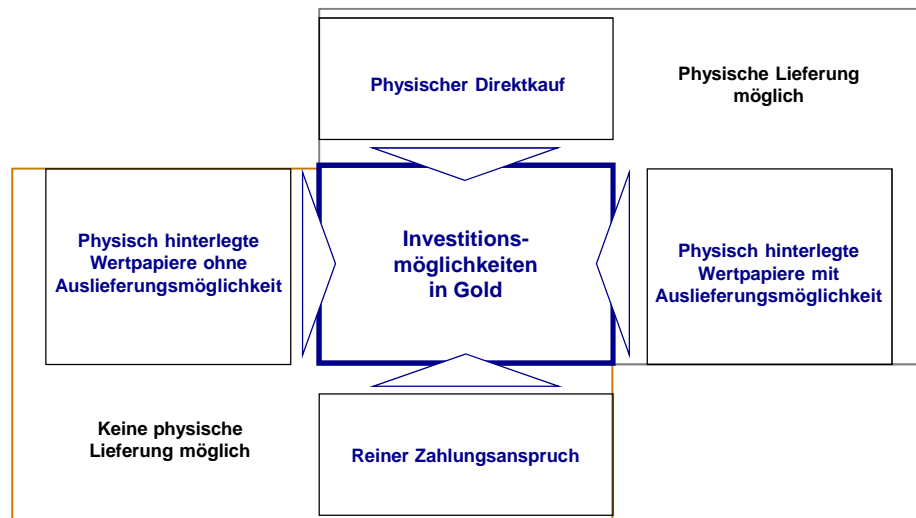 Physischer Direktkauf
Physische Lieferung
möglich
Physisch hinterlegte
Wertpapiere ohne
Auslieferungsmöglichkeit
Investitions-
möglichkeiten
in Gold
Physisch hinterlegte
Wertpapiere mit
Auslieferungsmöglichkeit
Keine physische
Lieferung möglich
Reiner Zahlungsanspruch